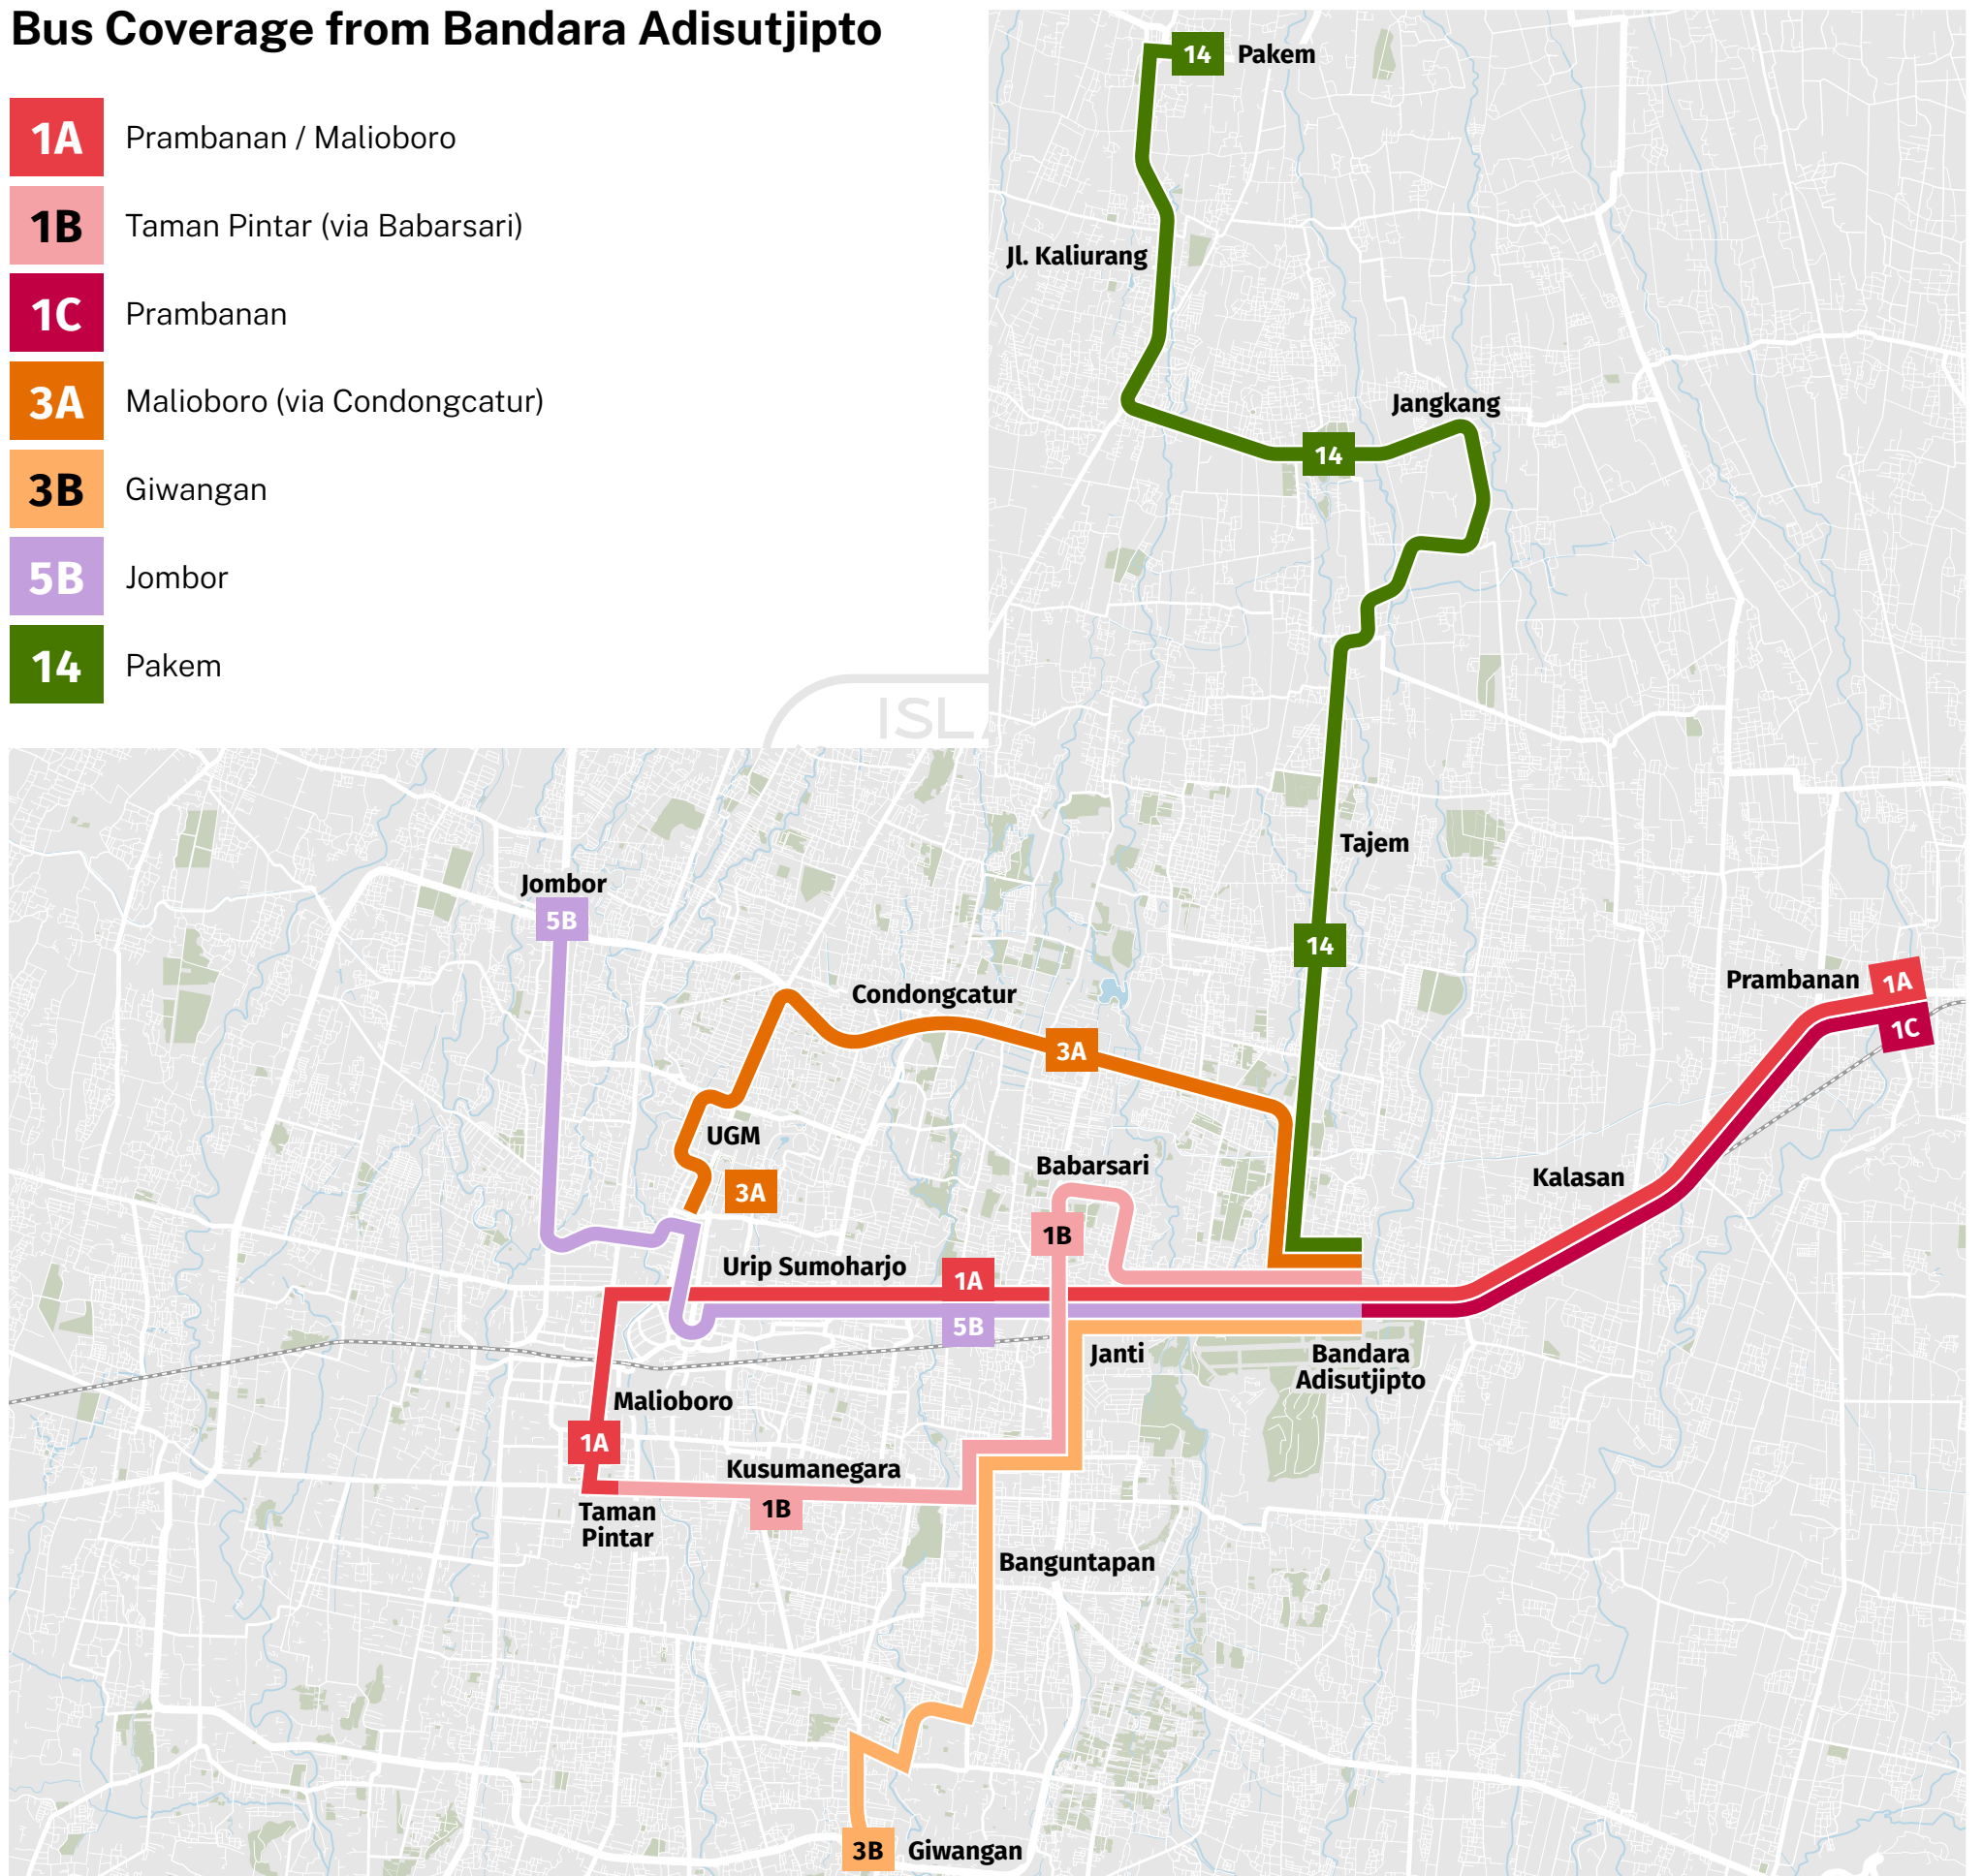 Bus Coverage from Bandara Adisutjipto
1A Prambanan / Malioboro
1B Taman Pintar (via Babarsari)
1C Prambanan
3A Malioboro (via Condongcatur)
3B Giwangan
5B Jombor
14 Pakem
ISL
14 Pakem
Jl. Kaliurang
Jangkang
14
Tajem
Jombor
5B
14
Prambanan 1A
1C
Condongcatur
3A
UGM
3A
Babarsari
Kalasan
1B
Urip Sumoharjo
1A
5B
Janti
Bandara
Adisutjipto
Malioboro
1A
Kusumanegara
1B
Taman
Pintar
Banguntapan
3B Giwangan